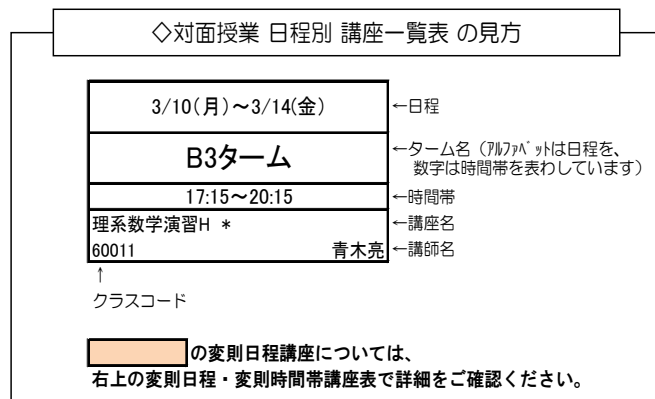 ◇対面授業 日程別 講座一覧表 の見方
3/10(月)~3/14(金)
←日程
B3ターム
←ターム名（ｱﾙﾌｧﾍﾞｯﾄは日程を、
数字は時間帯を表わしています）
17:15~20:15
←時間帯
理系数学演習H *
←講座名
60011 青木亮
←講師名
↑
クラスコード
の変則日程講座については、
右上の変則日程・変則時間帯講座表で詳細をご確認ください。